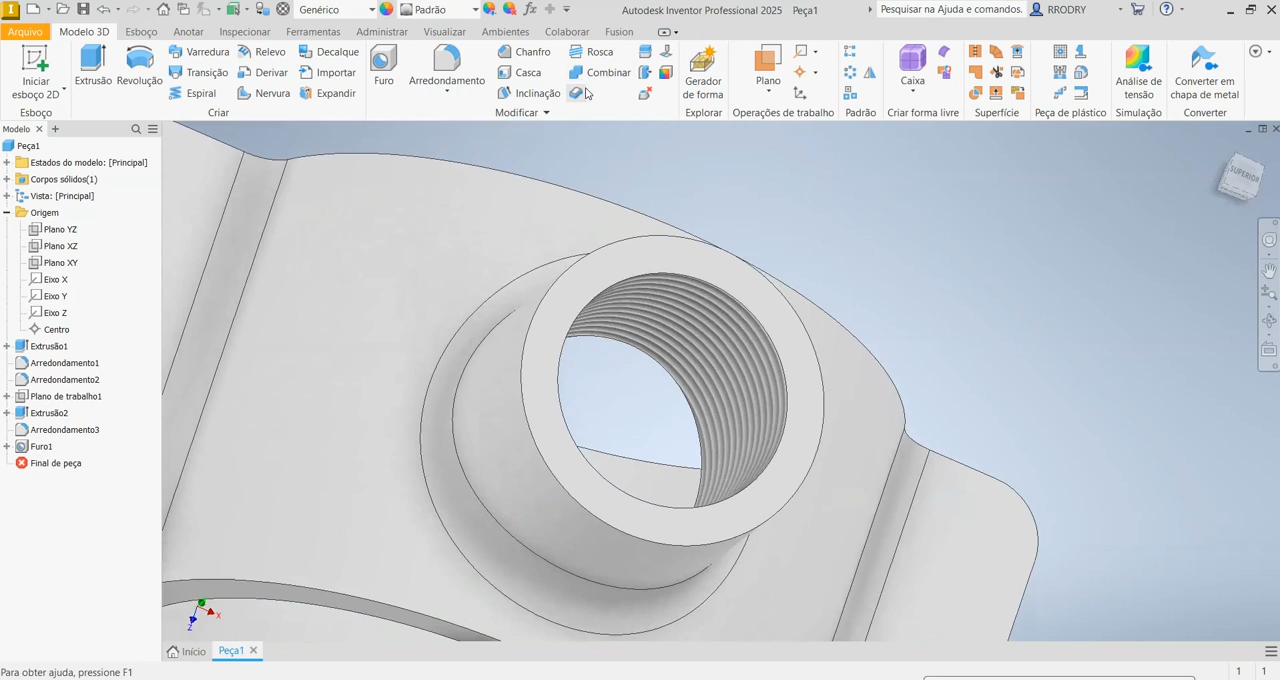 Genérico
Padrão
Autodesk Inventor Professional 2025 Peça1
Pesquisar na Ajuda e comandos.
RRODRY
Arquivo
Modelo 3D
Esboço
Anotar
Inspecionar
Ferramentas
Administrar
Visualizar
Ambientes
Colaborar
Fusion
Iniciar
esboço 2D
Extrusão
Revolução
Varredura
Transição
Espiral
Relevo
Derivar
Nervura
Decalque
Importar
Expandir
Furo
Arredondamento
Chanfro
Casca
Inclinação
Rosca
Combinar
Gerador
de forma
Plano
Caixa
Análise de
tensão
Converter em
chapa de metal
Esboço
Criar
Modificar
Explorar
Operações de trabalho
Padrão
Criar forma livre
Superfície
Peça de plástico
Simulação
Converter
Modelo
Peça1
Estados do modelo: [Principal]
Corpos sólidos(1)
Vista: [Principal]
Origem
Plano YZ
Plano XZ
Plano XY
Eixo X
Eixo Y
Eixo Z
Centro
Extrusão1
Arredondamento1
Arredondamento2
Plano de trabalho1
Extrusão2
Arredondamento3
Furo1
Final de peça
SUPERIOR
X
Z
Início
Peça1
Para obter ajuda, pressione F1
1
1